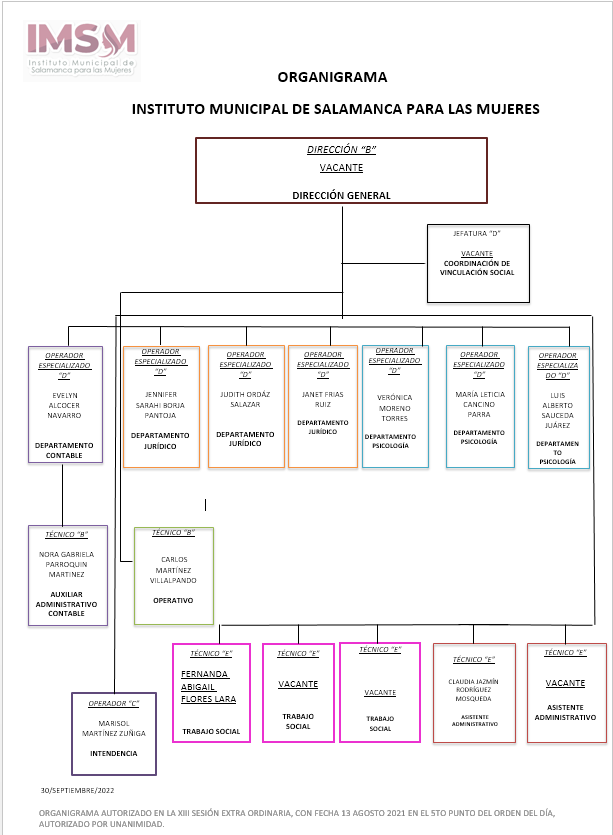 IMSM
Instituto Municipal de
Salamanca para las Mujeres
ORGANIGRAMA
INSTITUTO MUNICIPAL DE SALAMANCA PARA LAS MUJERES
DIRECCIÓN “B”
VACANTE
DIRECCIÓN GENERAL
JEFATURA “D”
VACANTE
COORDINACIÓN DE
VINCULACIÓN SOCIAL
OPERADOR
ESPECIALIZADO
“D”
EVELYN
ALCOCER
NAVARRO
DEPARTAMENTO
CONTABLE
OPERADOR
ESPECIALIZADO
“D”
JENNIFER
SARAHI BORJA
PANTOJA
DEPARTAMENTO
JURÍDICO
OPERADOR
ESPECIALIZADO
“D”
JUDITH ORDÁZ
SALAZAR
DEPARTAMENTO
JURÍDICO
OPERADOR
ESPECIALIZADO
“D”
JANET FRIAS
RUIZ
DEPARTAMENTO
JURÍDICO
OPERADOR
ESPECIALIZADO
“D”
VERÓNICA
MORENO
TORRES
DEPARTAMENTO
PSICOLOGÍA
OPERADOR
ESPECIALIZADO
“D”
MARÍA LETICIA
CANCINO
PARRA
DEPARTAMENTO
PSICOLOGÍA
OPERADOR
ESPECIALIZA
DO “D”
LUIS
ALBERTO
SAUCEDA
JUÁREZ
DEPARTAMEN
TO
PSICOLOGÍA
TÉCNICO “B”
NORA GABRIELA
PARROQUIN
MARTINEZ
AUXILIAR
ADMINISTRATIVO
CONTABLE
TÉCNICO “B”
CARLOS
MARTÍNEZ
VILLALPANDO
OPERATIVO
TÉCNICO “E”
FERNANDA
ABIGAIL
FLORES LARA
TRABAJO SOCIAL
TÉCNICO “E”
VACANTE
TRABAJO
SOCIAL
TÉCNICO “E”
VACANTE
TRABAJO
SOCIAL
TÉCNICO “E”
CLAUDIA JAZMÍN
RODRÍGUEZ
MOSQUEDA
ASISTENTE
ADMINISTRATIVO
TÉCNICO “E”
VACANTE
ASISTENTE
ADMINISTRATIVO
OPERADOR “C”
MARISOL
MARTÍNEZ ZUÑIGA
INTENDENCIA
30/SEPTIEMBRE/2022
ORGANIGRAMA AUTORIZADO EN LA XIII SESIÓN EXTRA ORDINARIA, CON FECHA 13 AGOSTO 2021 EN EL 5TO PUNTO DEL ORDEN DEL DÍA,
AUTORIZADO POR UNANIMIDAD.